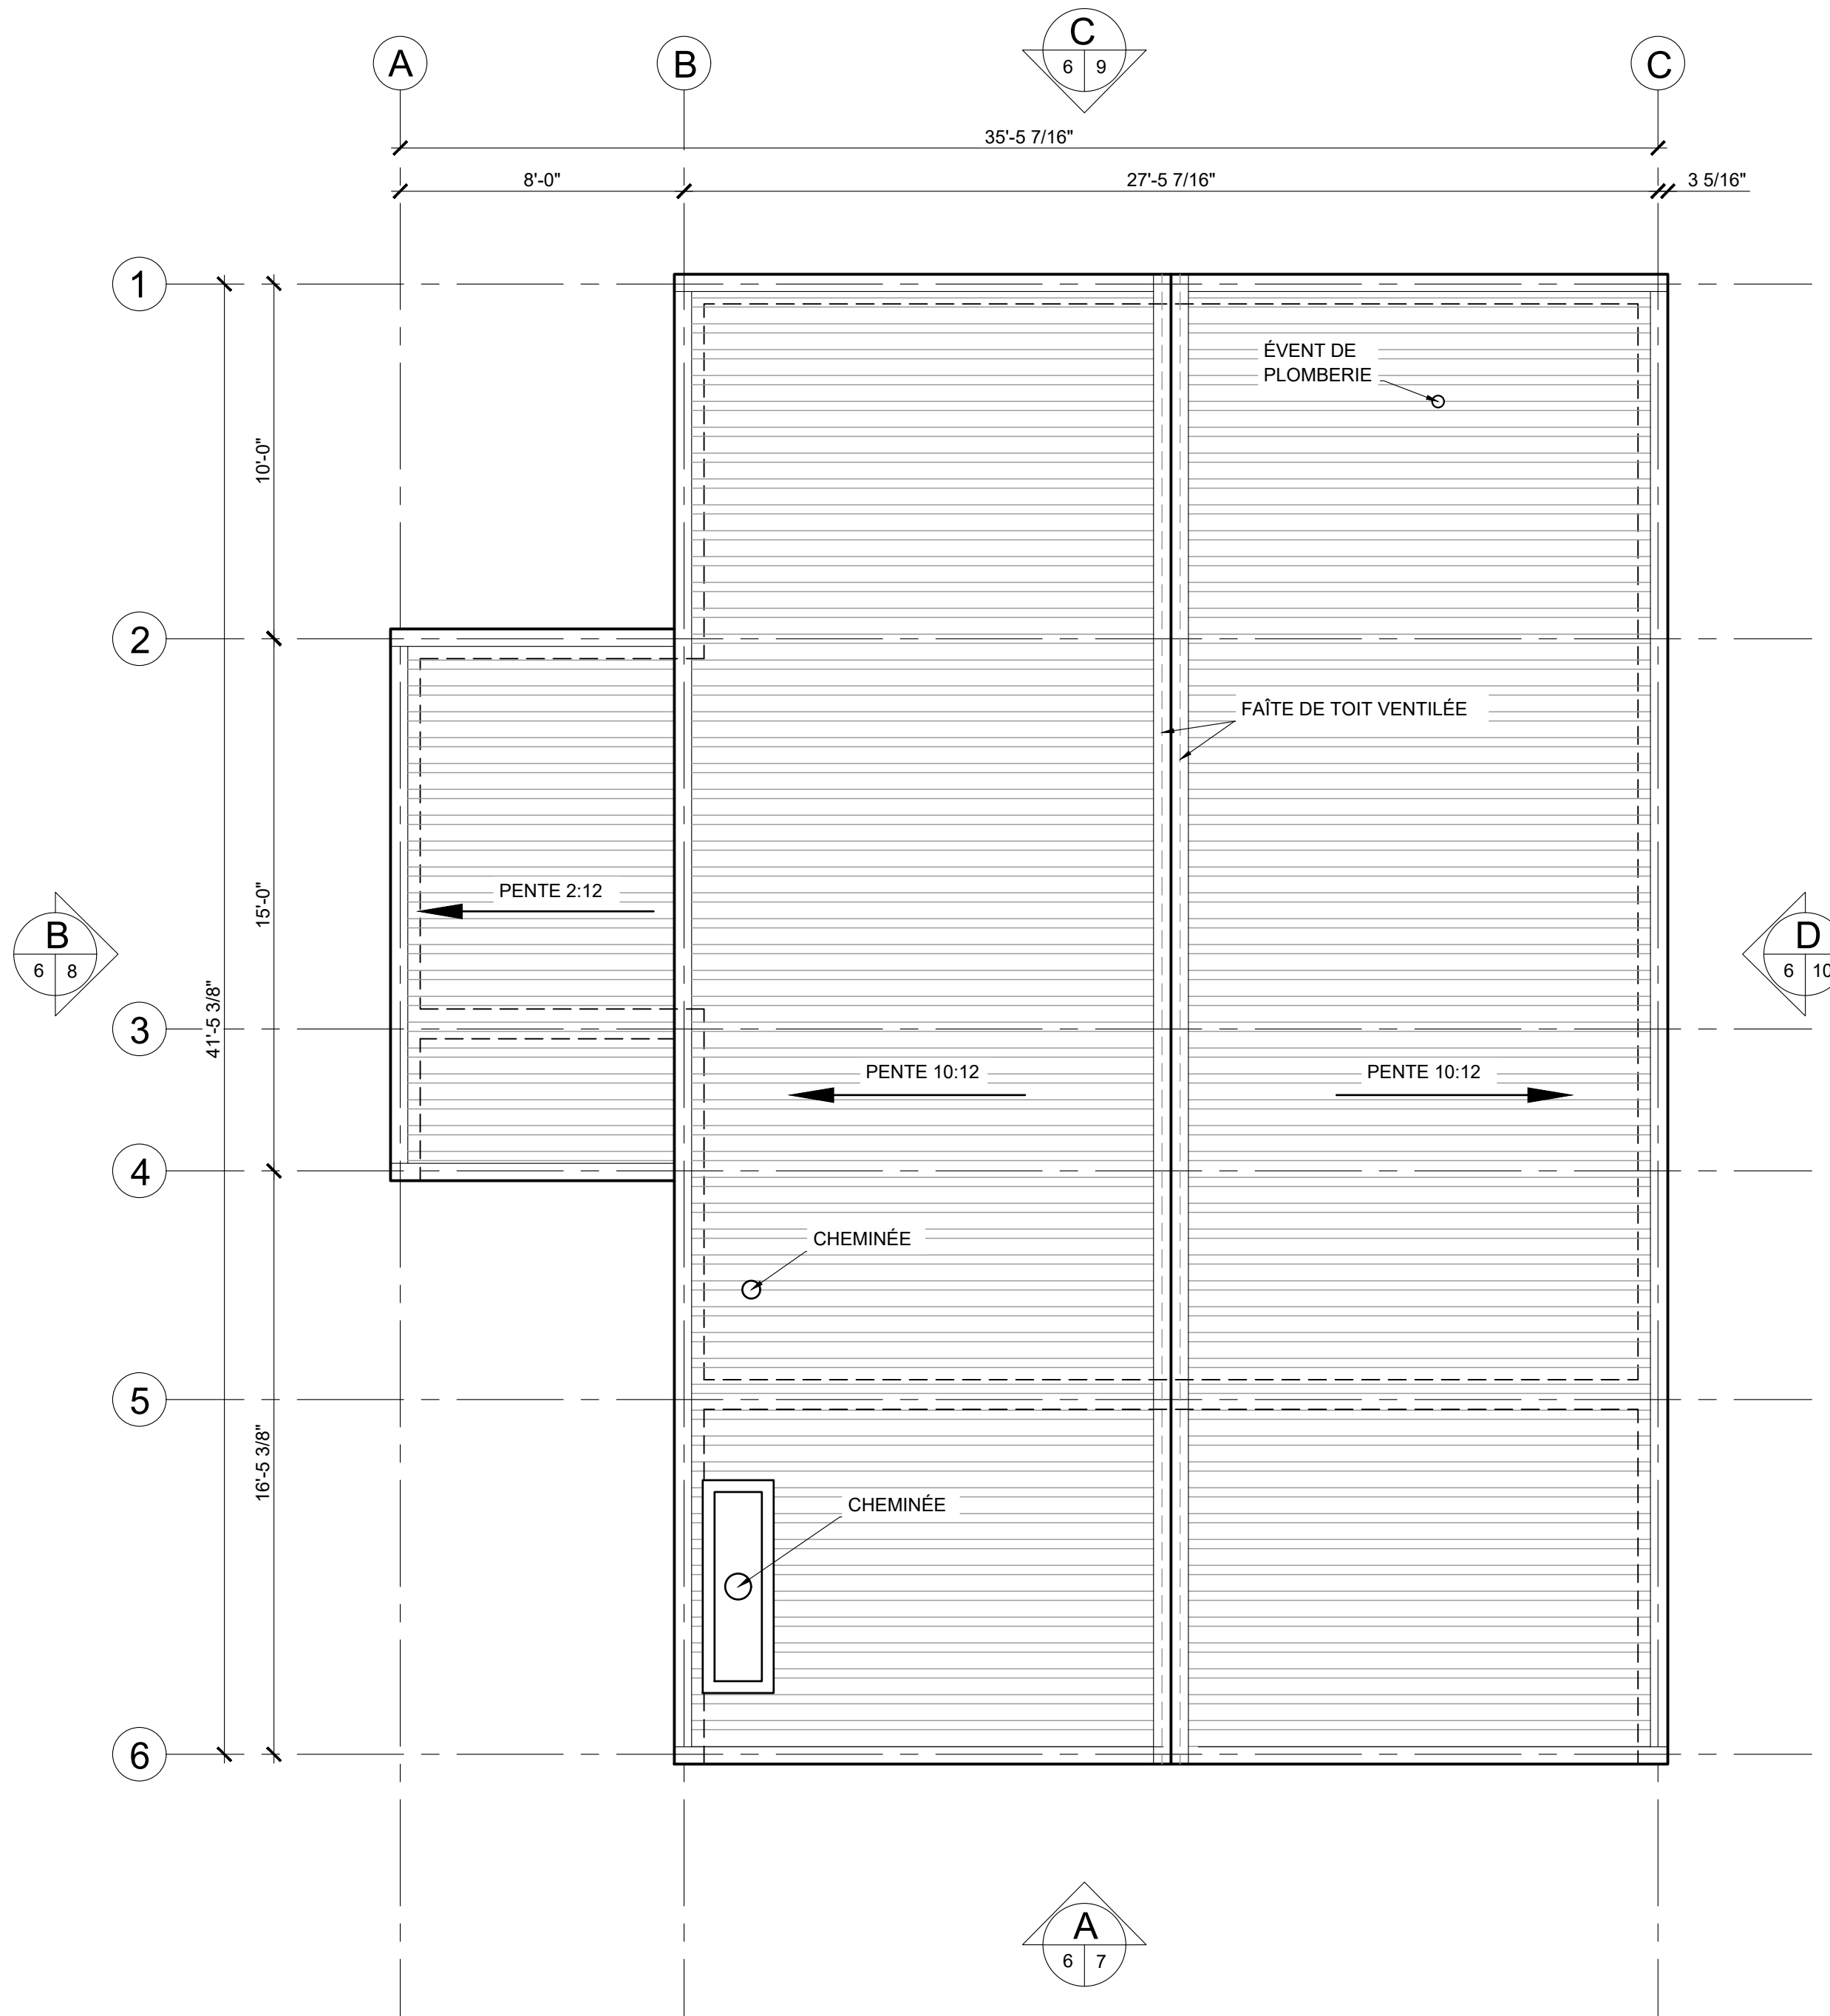 A
B
C
6 9
C
35'-5 7/16"
8'-0"
27'-5 7/16"
3 5/16"
1
ÉVENT DE
PLOMBERIE
10'-0"
2
FAÎTE DE TOIT VENTILÉE
PENTE 2:12
15'-0"
B
6 8
D
6 10
41'-5 3/8"
3
PENTE 10:12
PENTE 10:12
4
CHEMINÉE
5
16'-5 3/8"
CHEMINÉE
6
A
6 7